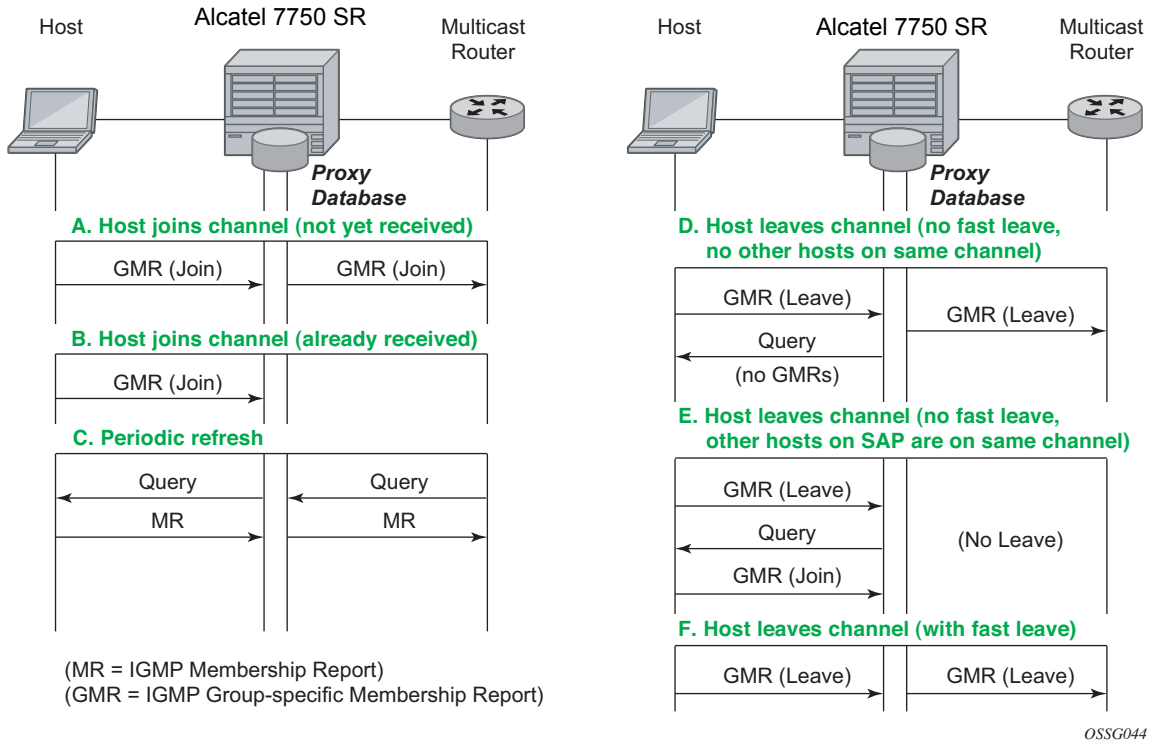 Host
Alcatel 7750 SR
Multicast
Router
Proxy
Database
A. Host joins channel (not yet received)
GMR (Join)
GMR (Join)
B. Host joins channel (already received)
GMR (Join)
C. Periodic refresh
Query
Query
MR
MR
(MR = IGMP Membership Report)
(GMR = IGMP Group-specific Membership Report)
Host
Alcatel 7750 SR
Multicast
Router
Proxy
Database
D. Host leaves channel (no fast leave,
no other hosts on same channel)
GMR (Leave)
GMR (Leave)
Query
(no GMRs)
E. Host leaves channel (no fast leave,
other hosts on SAP are on same channel)
GMR (Leave)
Query
(No Leave)
GMR (Join)
F. Host leaves channel (with fast leave)
GMR (Leave)
GMR (Leave)
OSSG044